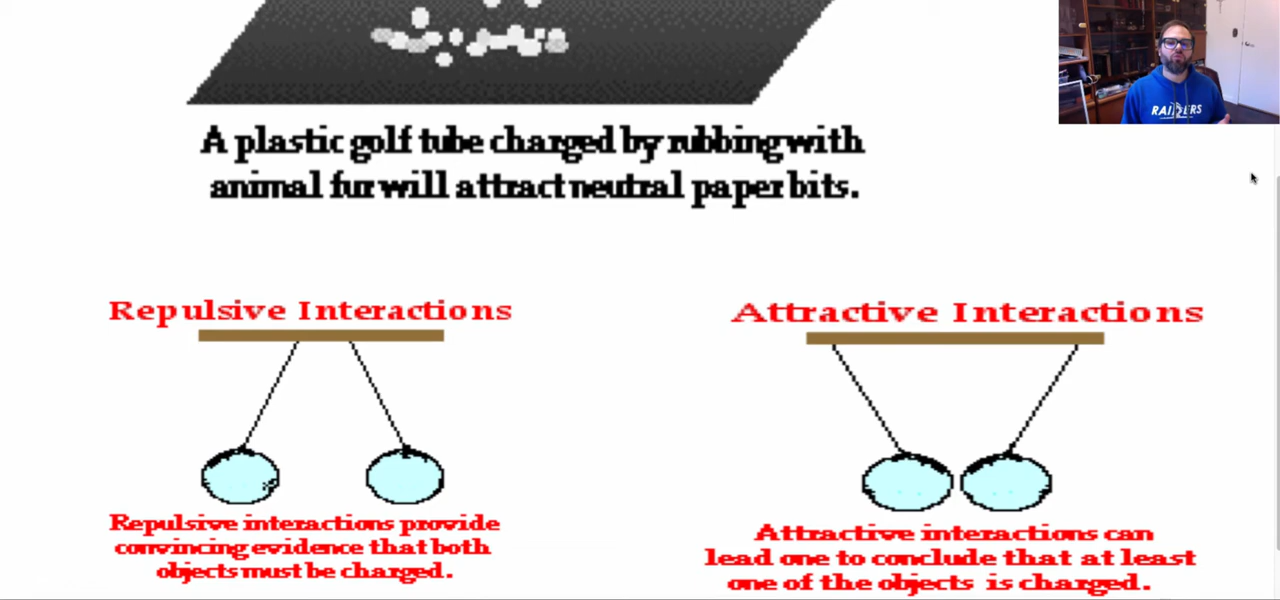 A plastic golf tube charged by rubbing with
animal fur will attract neutral paper bits.
RAIDERS
Repulsive Interactions
Attractive Interactions
Repulsive interactions provide
convincing evidence that both
objects must be charged.
Attractive interactions can
lead one to conclude that at least
one of the objects is charged.